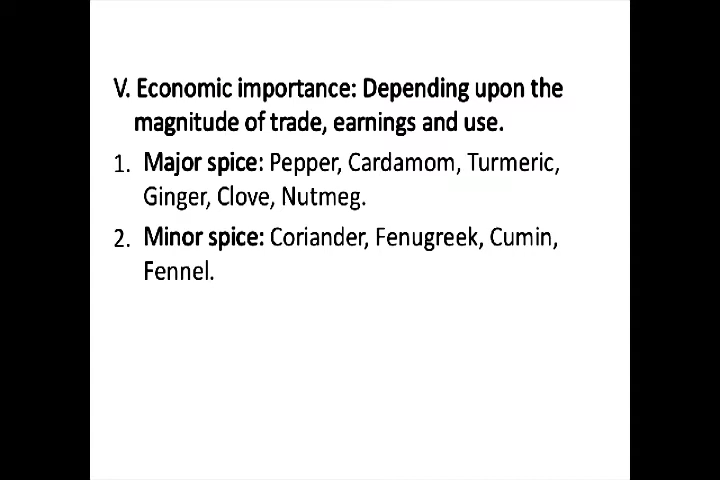 V. Economic importance: Depending upon the
magnitude of trade, earnings and use.
1. Major spice: Pepper, Cardamom, Turmeric,
Ginger, Clove, Nutmeg.
2. Minor spice: Coriander, Fenugreek, Cumin,
Fennel.